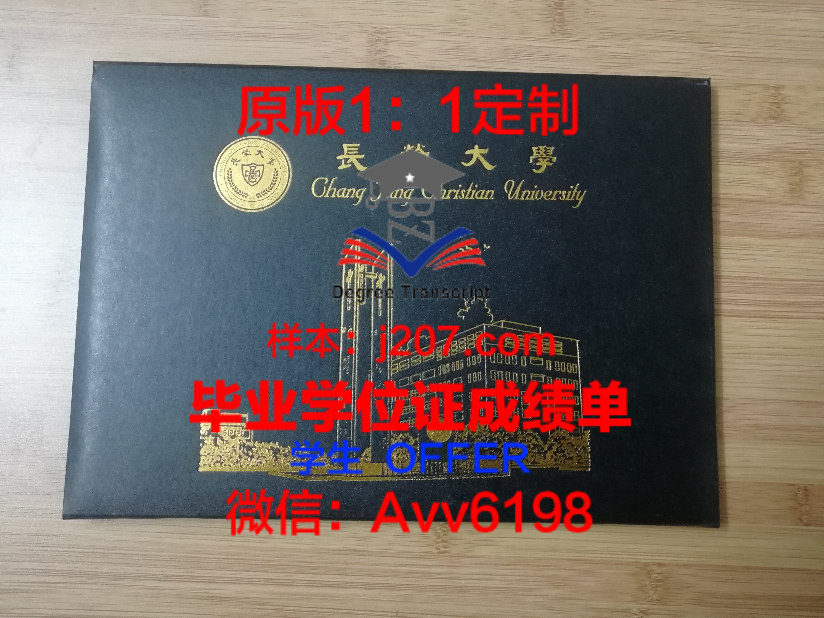 原版1：1定制
長榮大學
Chang Jung Christian University
BZ
Degree Transcript
样本：j207.com
毕业学位证成绩单
学生 OFFER
微信：Avv6198